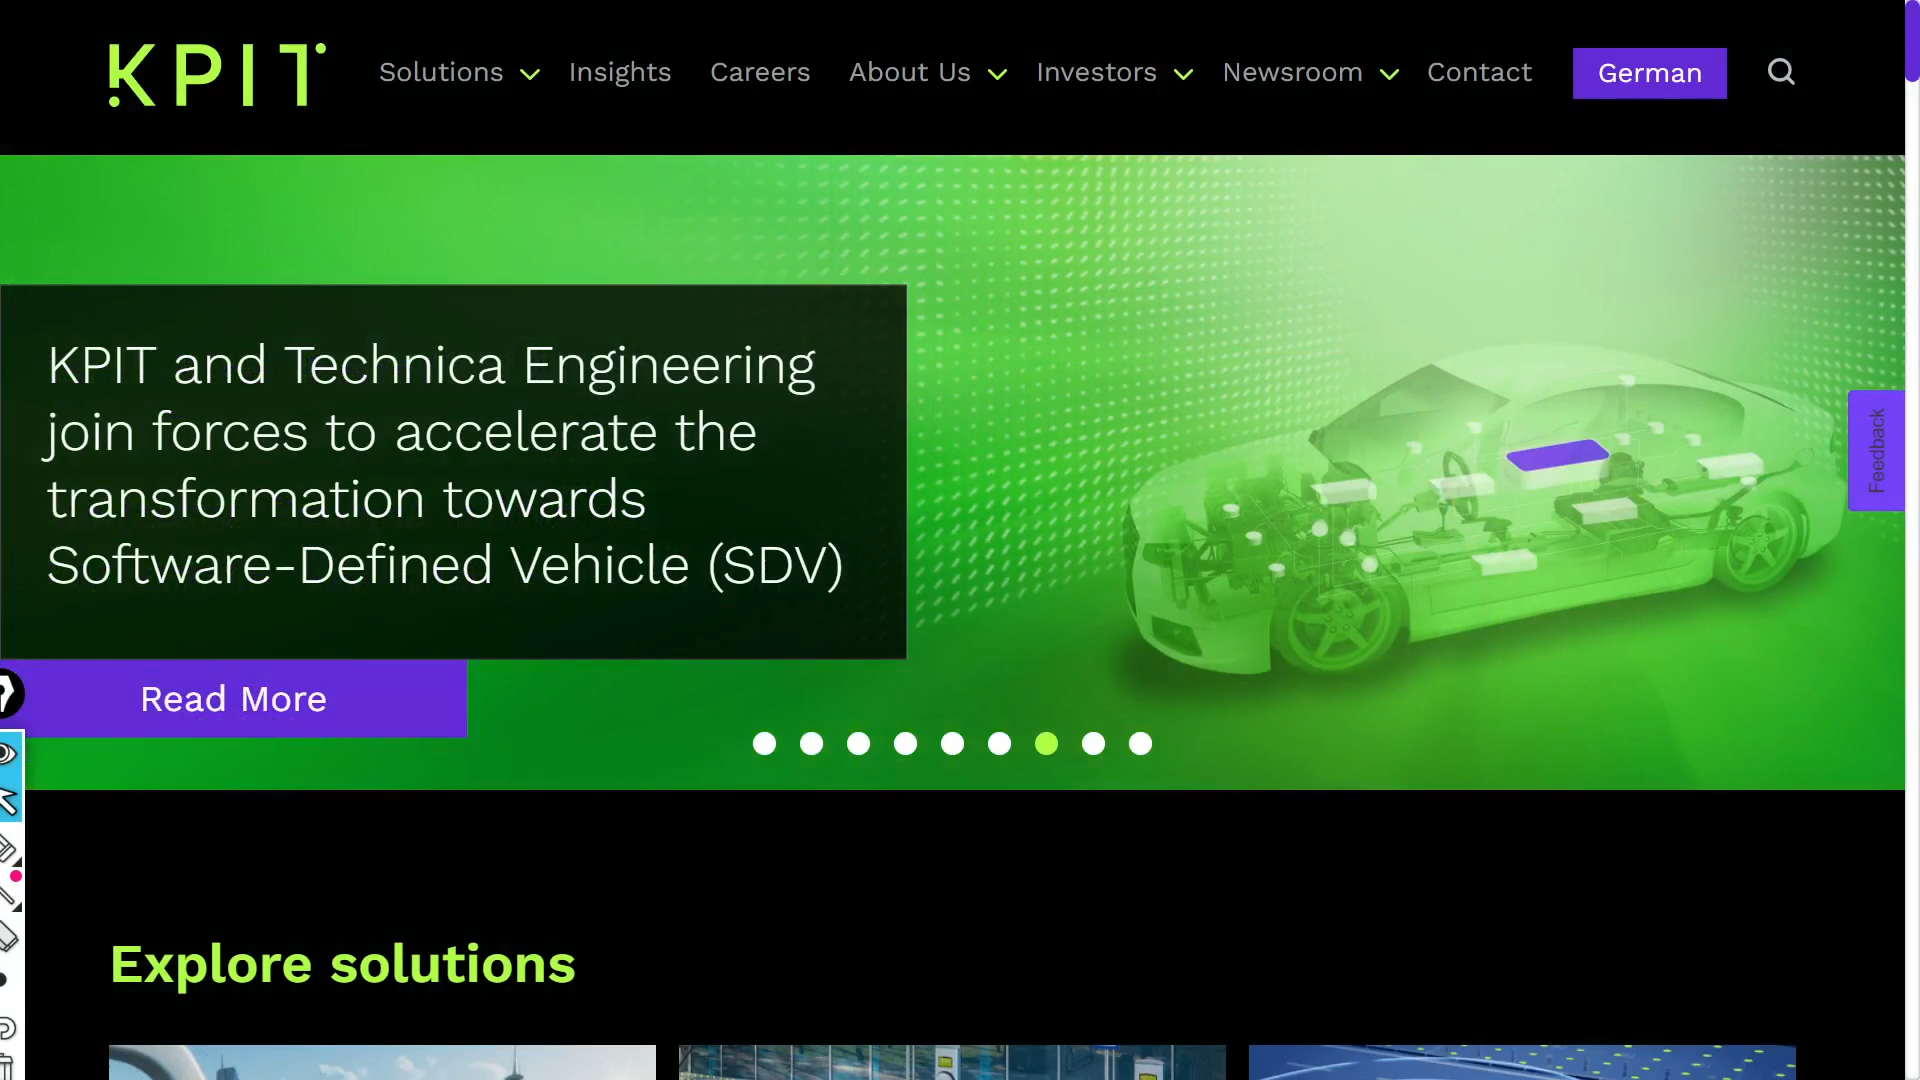 KPIT
Solutions
Insights
Careers
About Us
Investors
Newsroom
Contact
German
KPIT and Technica Engineering
join forces to accelerate the
transformation towards
Software-Defined Vehicle (SDV)
Feedback
Read More
Explore solutions